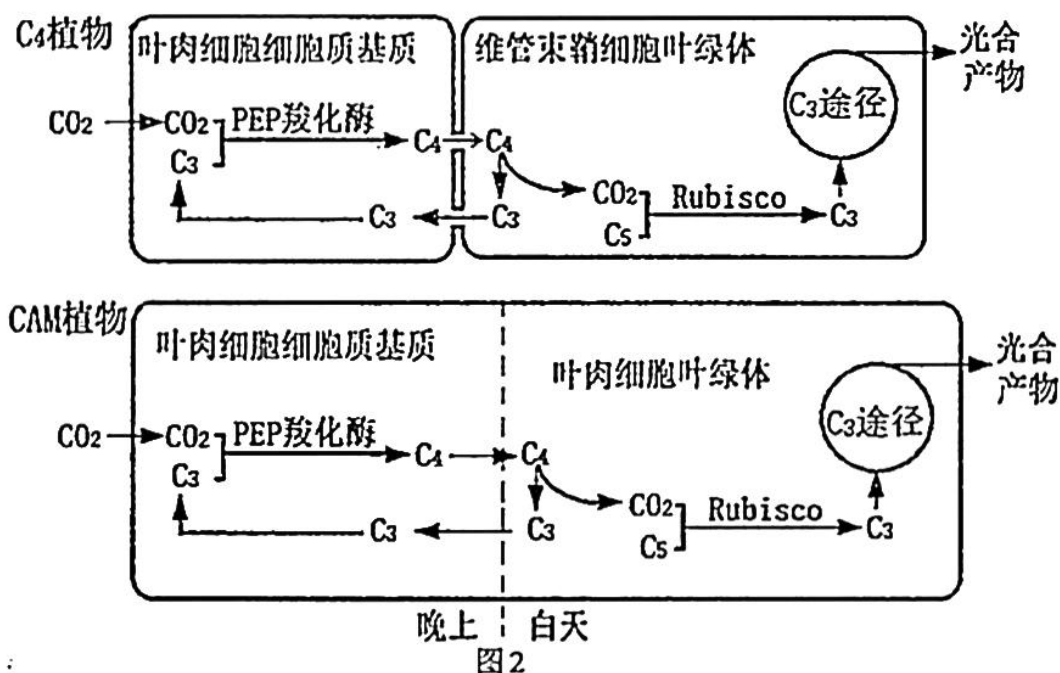 C4植物
叶肉细胞细胞质基质
维管束鞘细胞叶绿体
光合
产物
CO2
CO2
PEP羧化酶
C4
C4
C3途径
C3
CO2
Rubisco
C3
C3
C3
C5
CAM植物
叶肉细胞细胞质基质
叶肉细胞叶绿体
光合
产物
CO2
CO2
PEP羧化酶
C4
C4
C3途径
C3
CO2
Rubisco
C3
C3
C3
C5
晚上
白天
图2